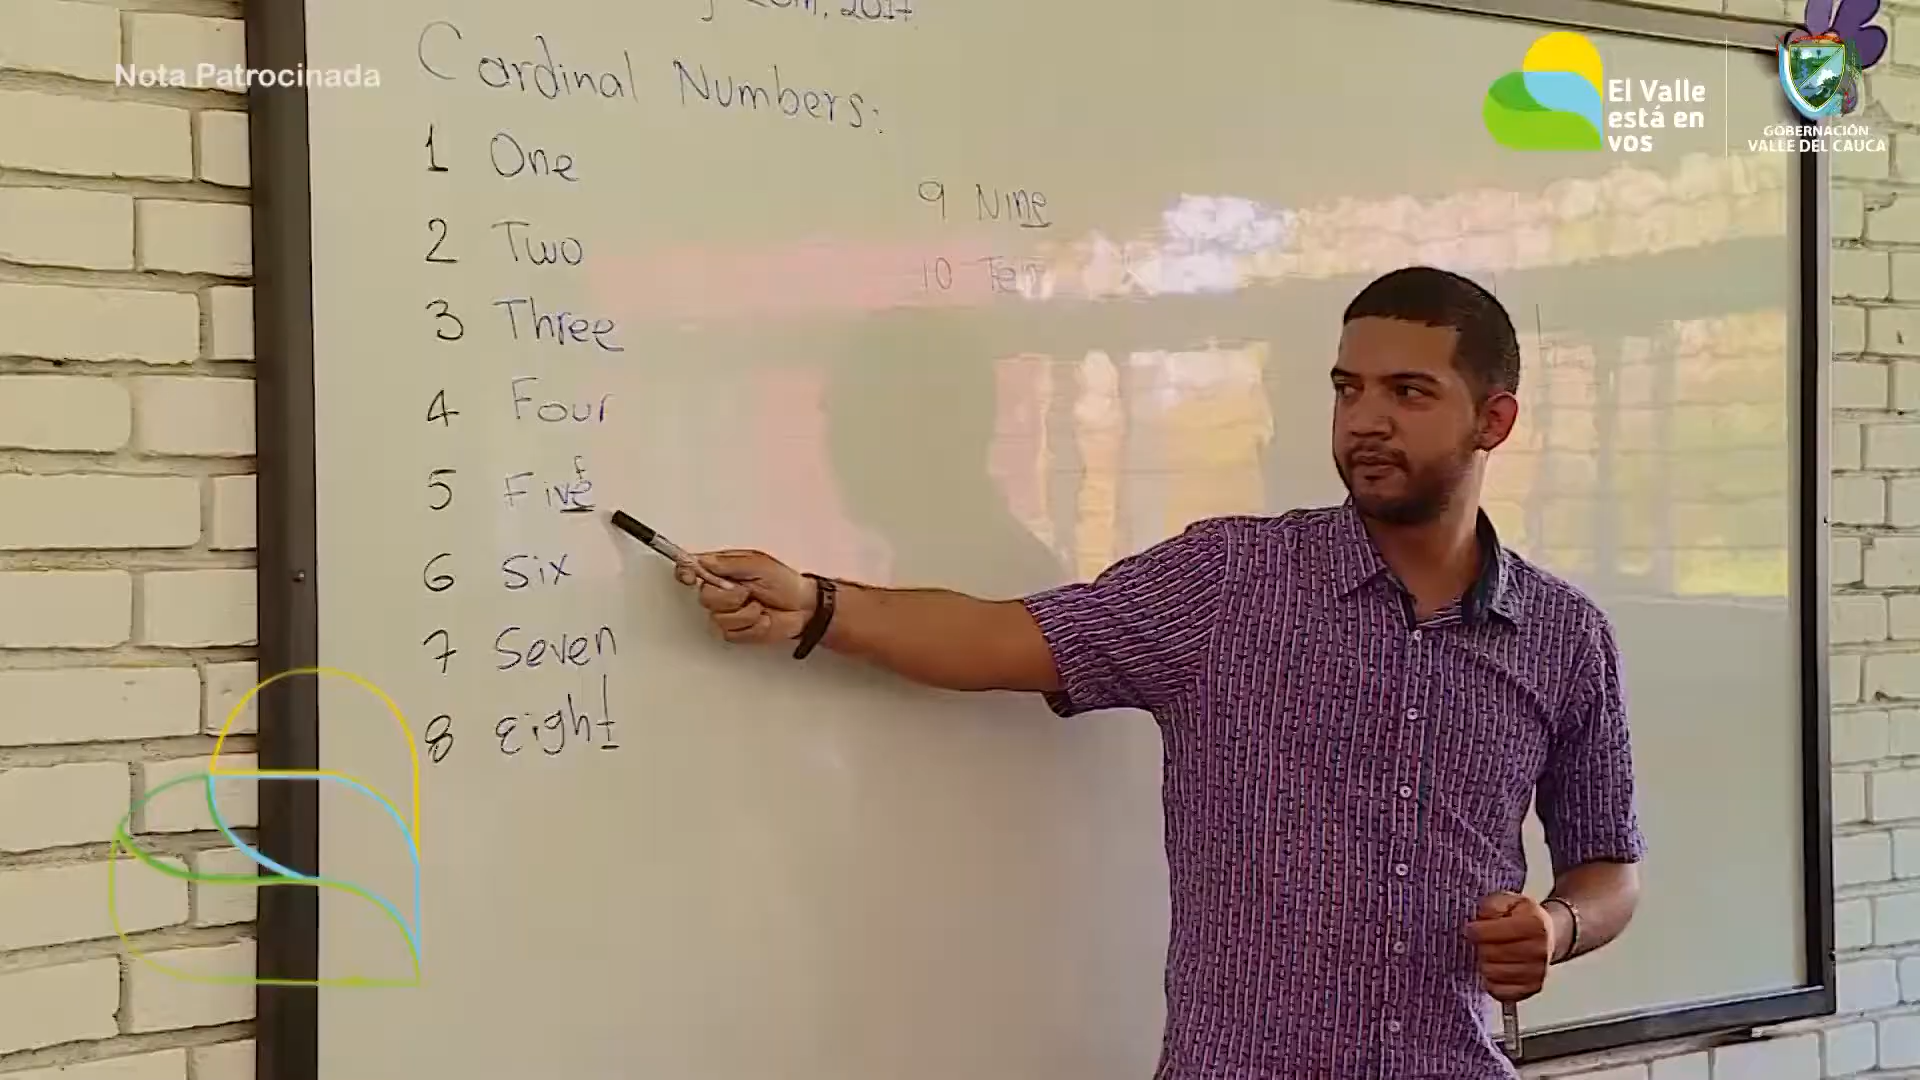 2017
Nota Patrocinada
Cardinal Numbers:
1 One
2 Two
3 Three
4 Four
f
5 Five
6 Six
7 Seven
8 Eight
9 Nine
10 Ten
El Valle
está en
vos
GOBERNACIÓN
VALLE DEL CAUCA